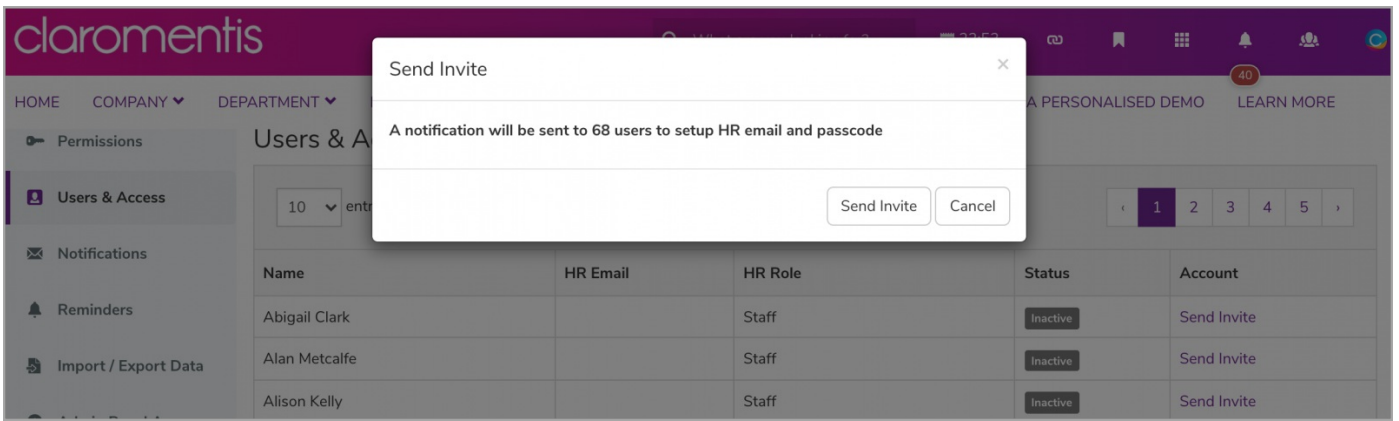 claromentis
22:52
Send Invite
×
40
HOME COMPANY DEPARTMENT A PERSONALISED DEMO LEARN MORE
A notification will be sent to 68 users to setup HR email and passcode
Permissions
Users & A
Users & Access
10 entr
Send Invite Cancel
‹ 1 2 3 4 5 ›
Notifications
Name HR Email HR Role Status Account
Reminders
Abigail Clark Staff Inactive Send Invite
Import / Export Data
Alan Metcalfe Staff Inactive Send Invite
Alison Kelly Staff Inactive Send Invite